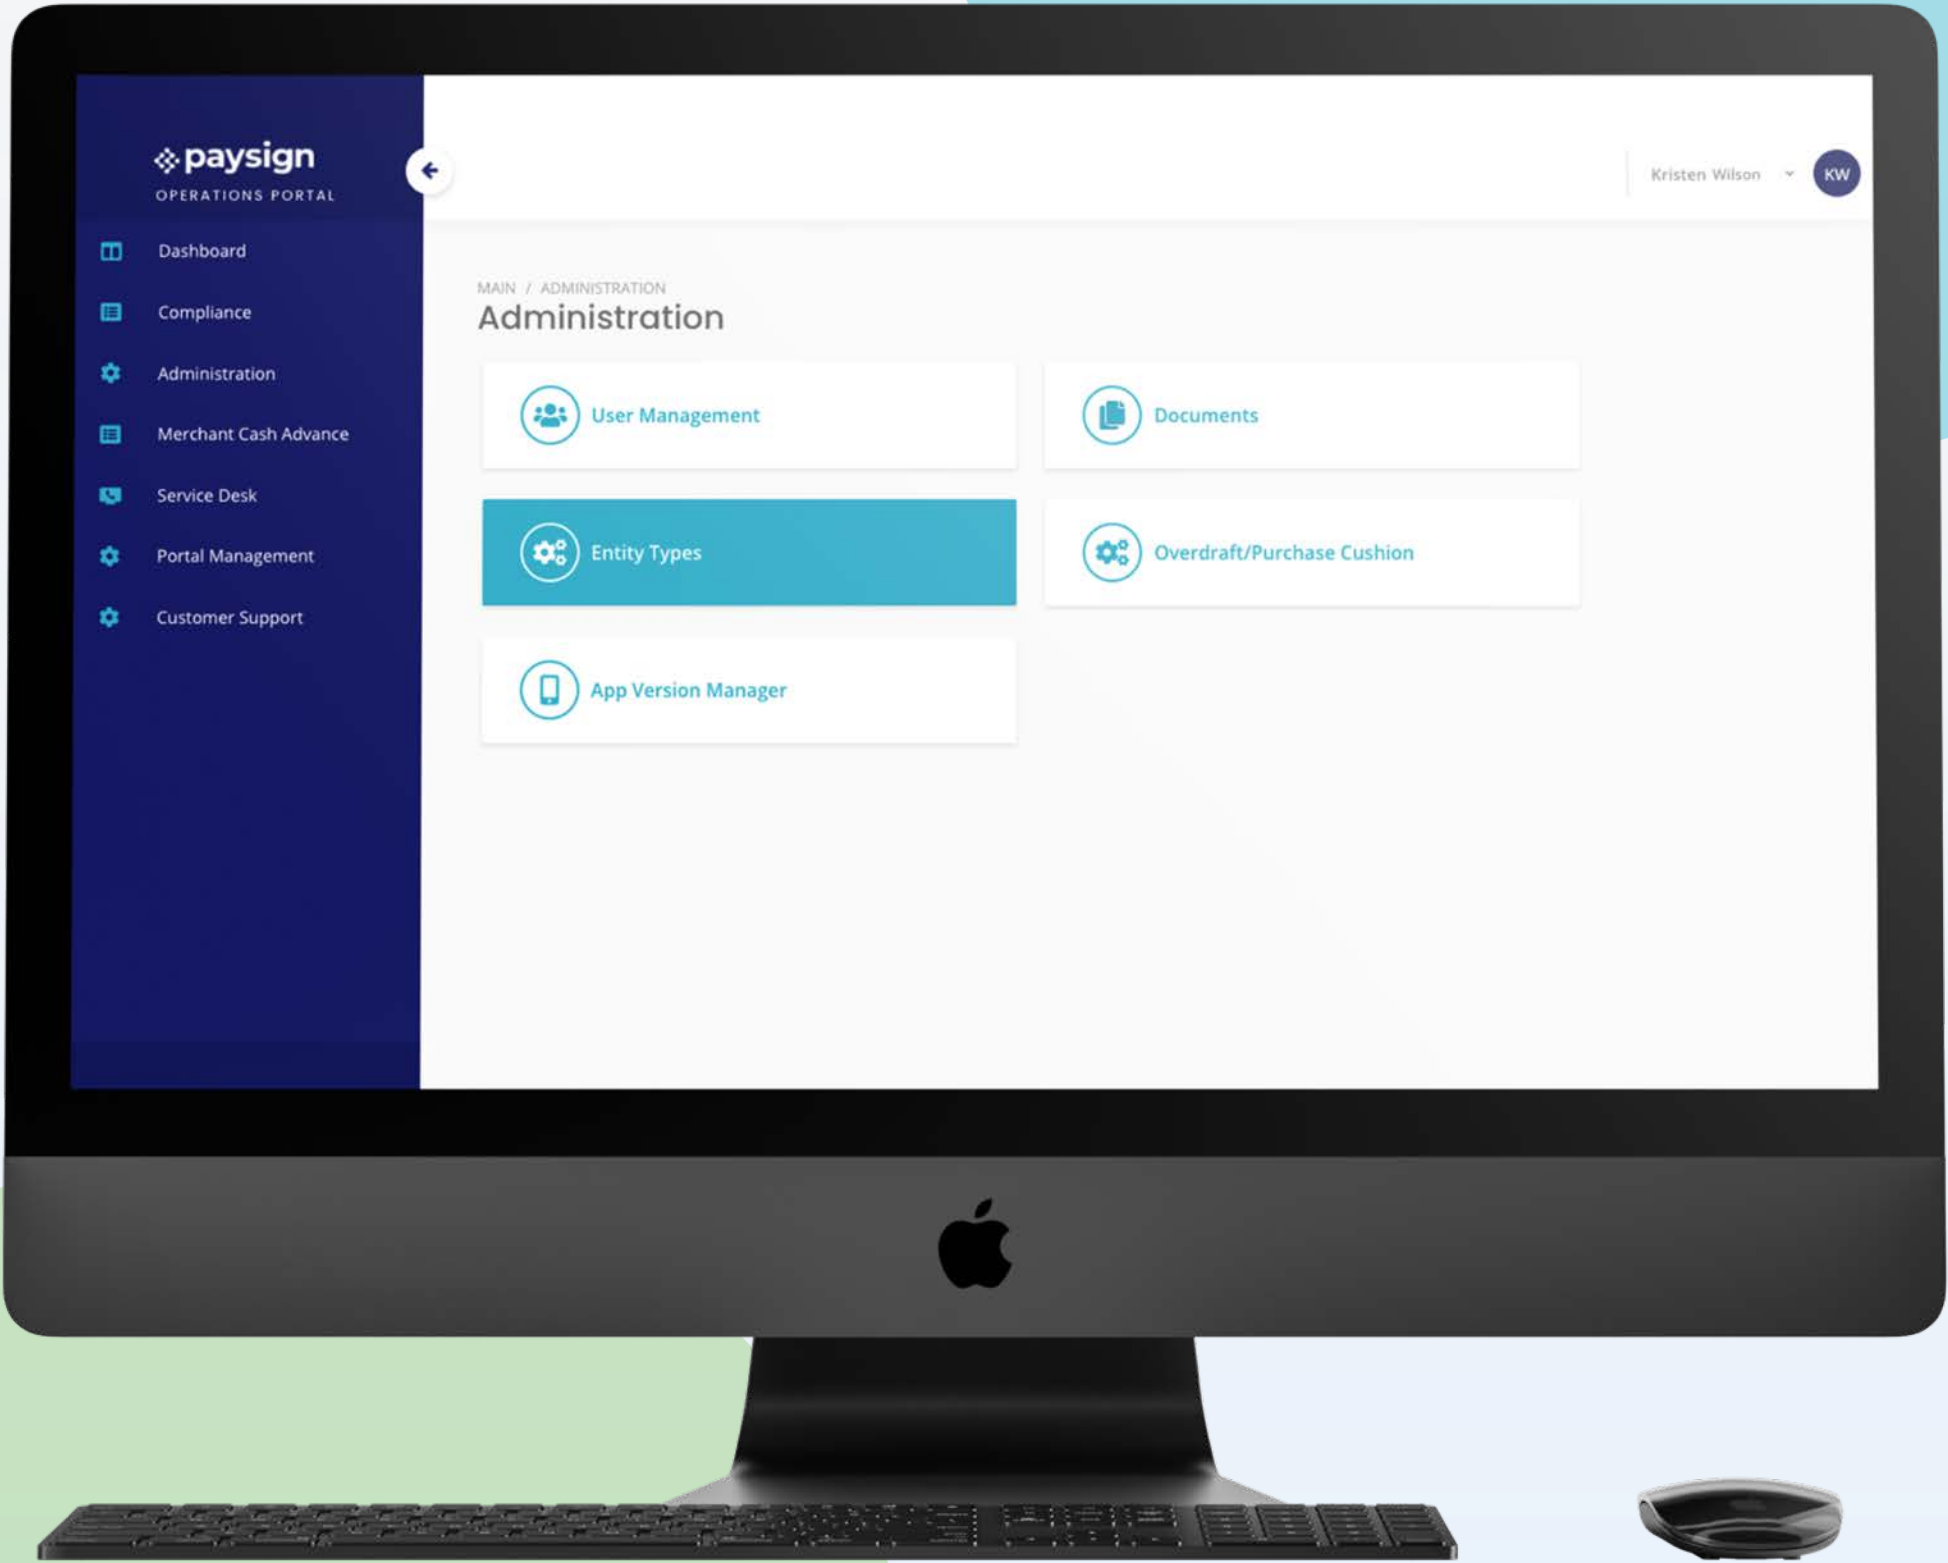 paysign
OPERATIONS PORTAL
Dashboard
Compliance
Administration
Merchant Cash Advance
Service Desk
Portal Management
Customer Support
Kristen Wilson
KW
MAIN / ADMINISTRATION
Administration
User Management
Documents
Entity Types
Overdraft/Purchase Cushion
App Version Manager